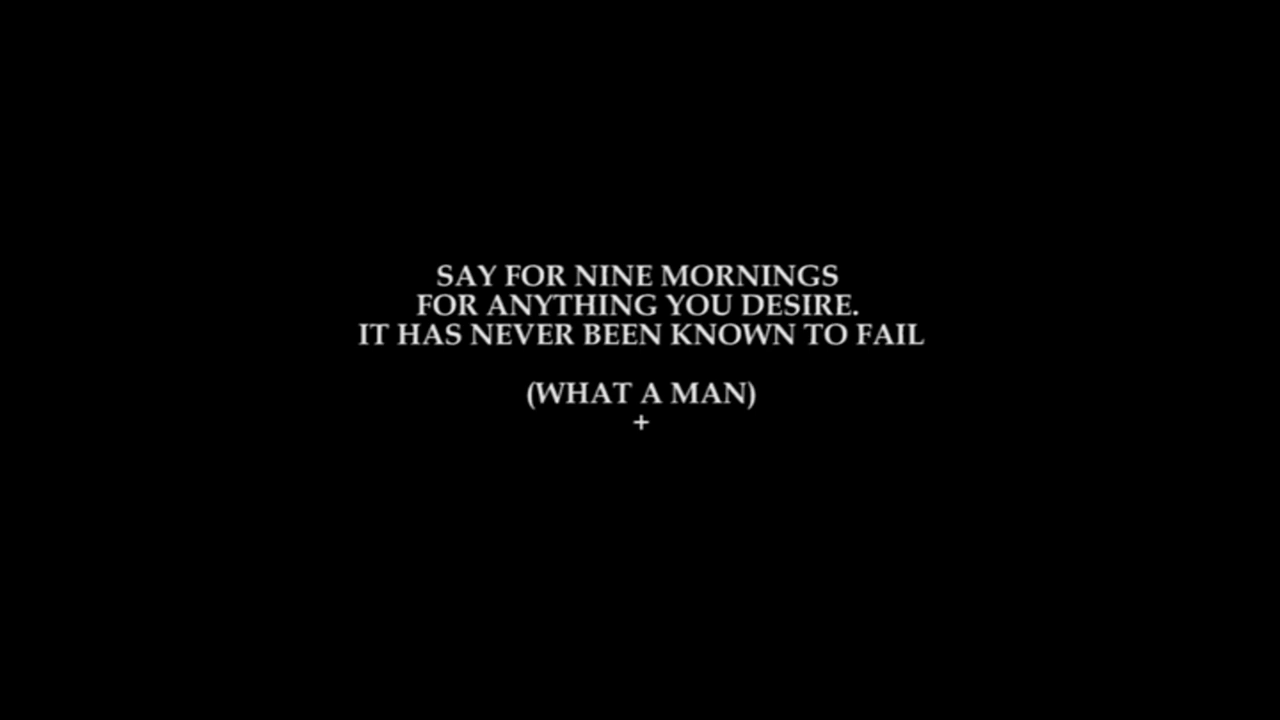 SAY FOR NINE MORNINGS
FOR ANYTHING YOU DESIRE.
IT HAS NEVER BEEN KNOWN TO FAIL
(WHAT A MAN)
+